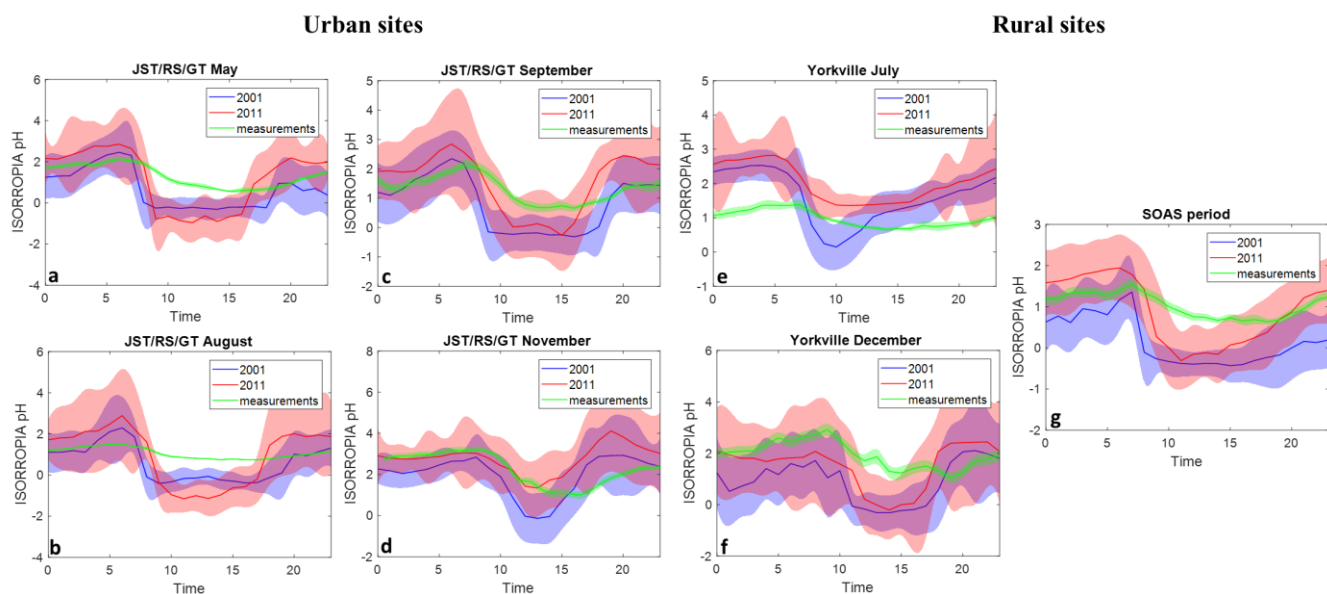 Urban sites
Rural sites
JST/RS/GT May
ISORROPIA pH
6
4
2
0
-2
-4
2001
2011
measurements
a
0 5 10 15 20
Time
JST/RS/GT September
ISORROPIA pH
5
4
3
2
1
0
-1
-2
2001
2011
measurements
c
0 5 10 15 20
Time
Yorkville July
ISORROPIA pH
5
4
3
2
1
0
-1
2001
2011
measurements
e
0 5 10 15 20
Time
SOAS period
ISORROPIA pH
3
2
1
0
-1
-2
2001
2011
measurements
g
0 5 10 15 20
Time
JST/RS/GT August
ISORROPIA pH
6
4
2
0
-2
-4
2001
2011
measurements
b
0 5 10 15 20
Time
JST/RS/GT November
ISORROPIA pH
8
6
4
2
0
-2
2001
2011
measurements
d
0 5 10 15 20
Time
Yorkville December
ISORROPIA pH
6
4
2
0
-2
2001
2011
measurements
f
0 5 10 15 20
Time